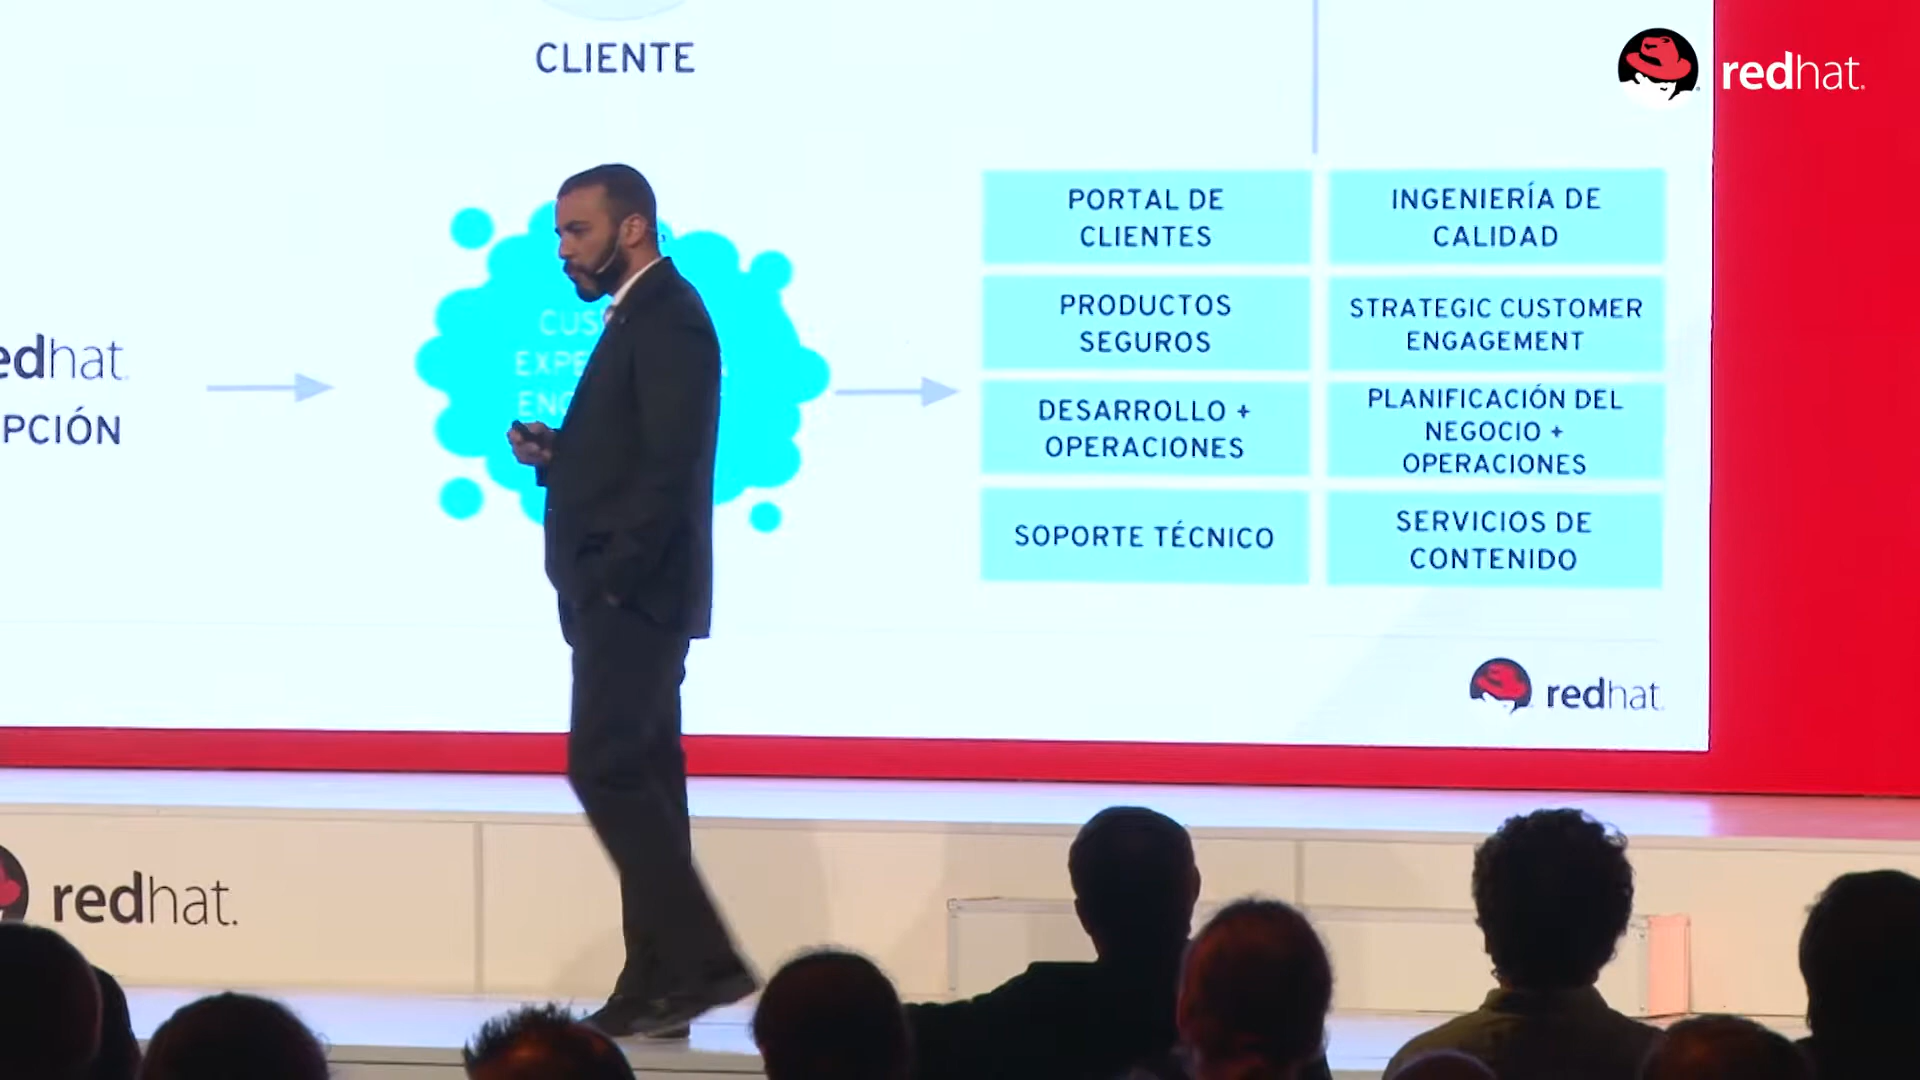 CLIENTE
redhat.
PORTAL DE
CLIENTES
INGENIERÍA DE
CALIDAD
PRODUCTOS
SEGUROS
STRATEGIC CUSTOMER
ENGAGEMENT
edhat.
PCIÓN
DESARROLLO +
OPERACIONES
PLANIFICACIÓN DEL
NEGOCIO +
OPERACIONES
SOPORTE TÉCNICO
SERVICIOS DE
CONTENIDO
redhat.
redhat.